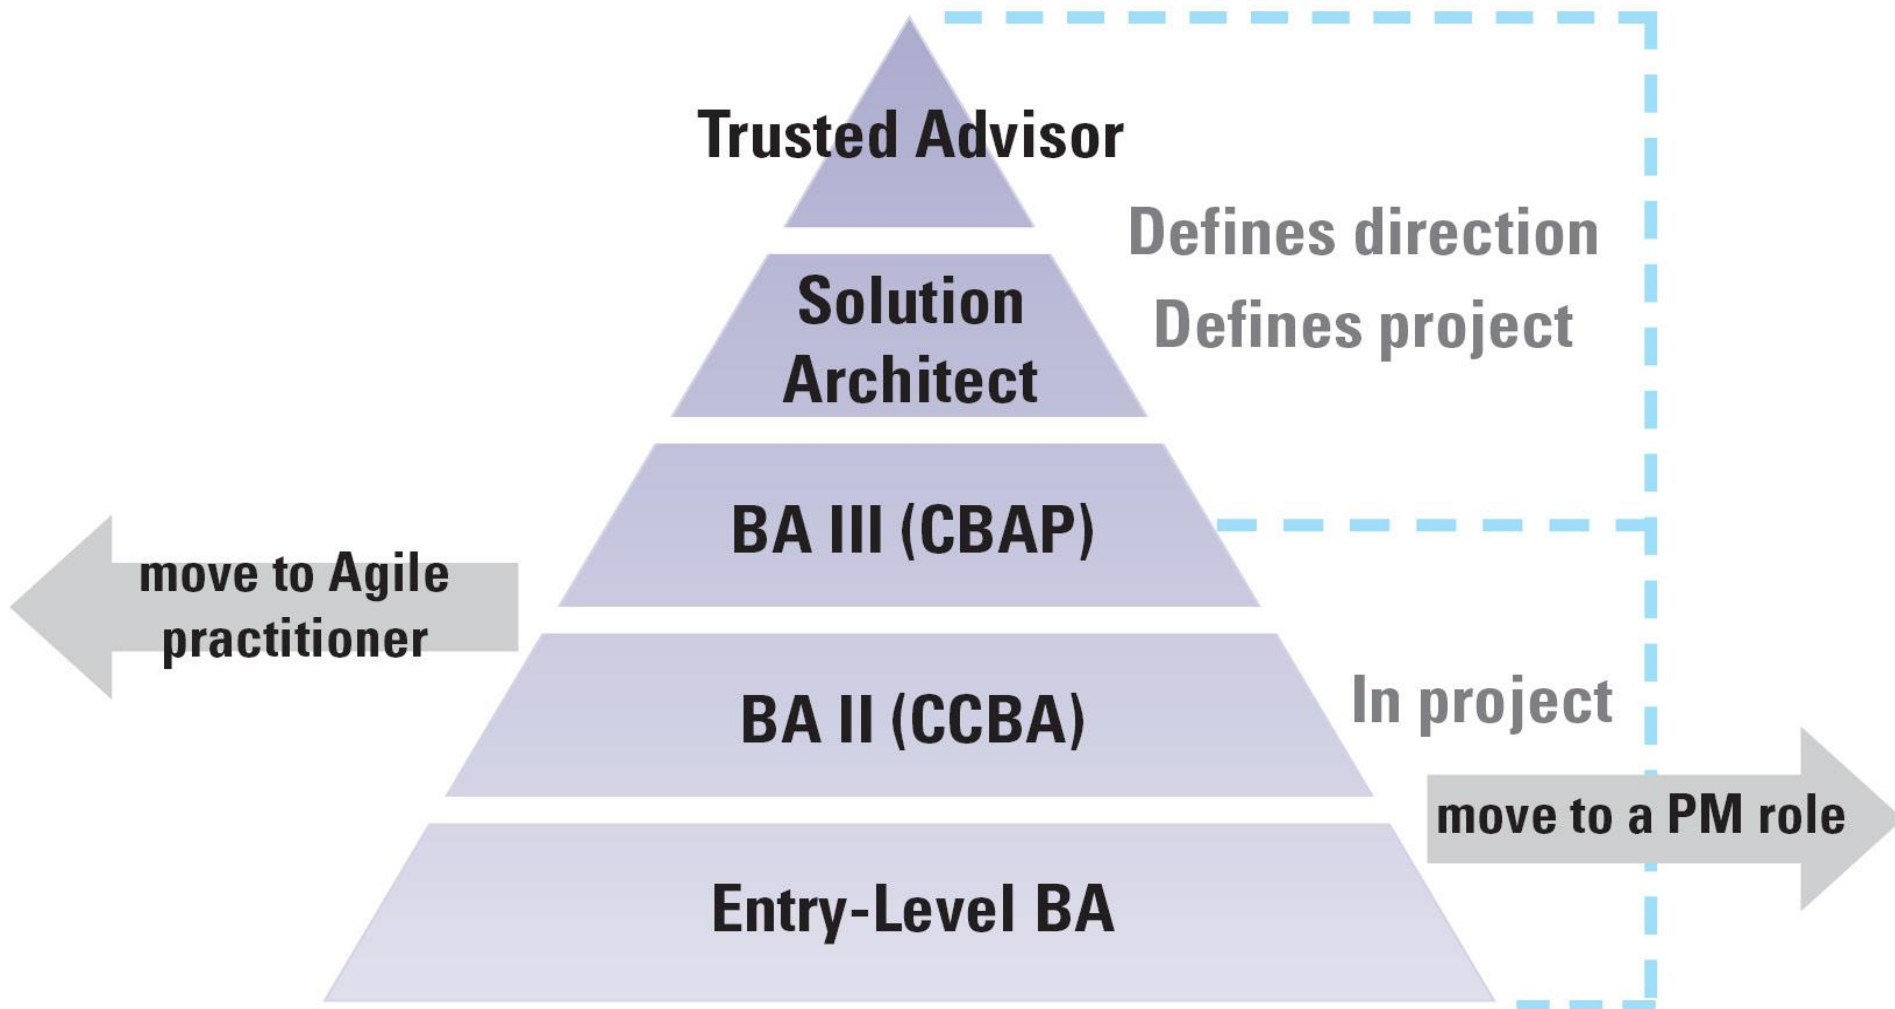 Trusted Advisor
Defines direction
Defines project
Solution
Architect
BA III (CBAP)
move to Agile
practitioner
BA II (CCBA)
In project
move to a PM role
Entry-Level BA